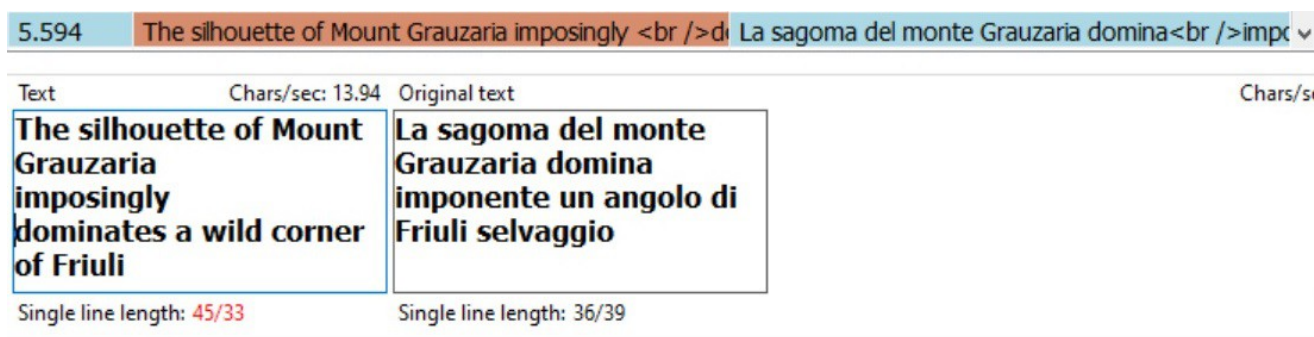 5.594 The silhouette of Mount Grauzaria imposingly <br />d La sagoma del monte Grauzaria domina<br />impo
Text Chars/sec: 13.94 Original text Chars/s
The silhouette of Mount
Grauzaria
imposingly
dominates a wild corner
of Friuli
La sagoma del monte
Grauzaria domina
imponente un angolo di
Friuli selvaggio
Single line length: 45/33 Single line length: 36/39